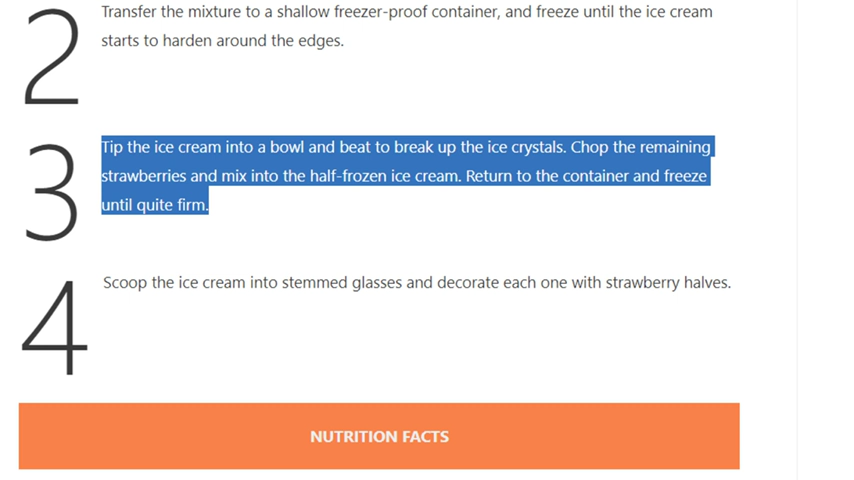 2
Transfer the mixture to a shallow freezer-proof container, and freeze until the ice cream
starts to harden around the edges.
3
Tip the ice cream into a bowl and beat to break up the ice crystals. Chop the remaining
strawberries and mix into the half-frozen ice cream. Return to the container and freeze
until quite firm.
4
Scoop the ice cream into stemmed glasses and decorate each one with strawberry halves.
NUTRITION FACTS